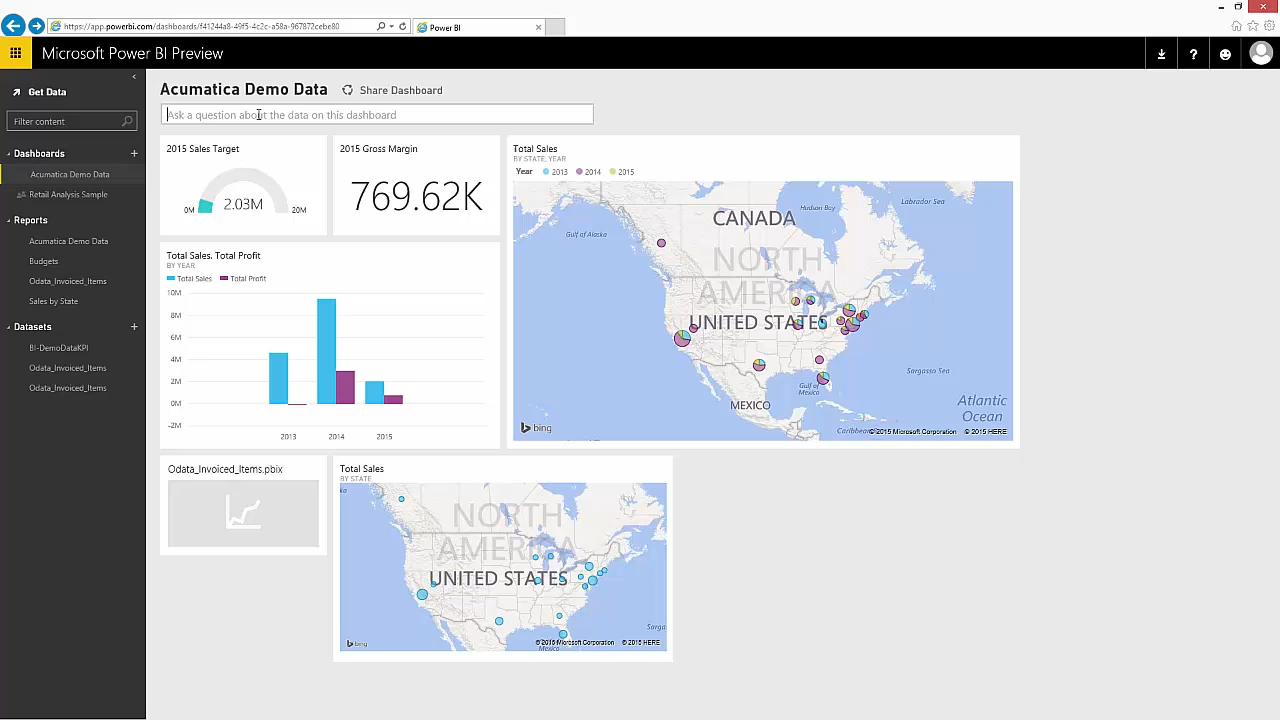 https://app.powerbi.com/dashboards/f41244a8-49f5-4c2c-a58a-967872cebe80
Power BI
Microsoft Power BI Preview
Get Data
Filter content
Dashboards
Acumatica Demo Data
Retail Analysis Sample
Reports
Acumatica Demo Data
Budgets
Odata_Invoiced_Items
Sales by State
Datasets
BI-DemoDataKPI
Odata_Invoiced_Items
Odata_Invoiced_Items
Acumatica Demo Data
Share Dashboard
Ask a question about the data on this dashboard
2015 Sales Target
0M
2.03M
20M
2015 Gross Margin
769.62K
Total Sales, Total Profit
BY YEAR
Total Sales Total Profit
10M
8M
6M
4M
2M
0M
-2M
2013 2014 2015
Total Sales
BY STATE, YEAR
Year 2013 2014 2015
CANADA
Hudson Bay
Labrador Sea
Gulf of Alaska
NORTH
AMERICA
UNITED STATES
Sargasso Sea
Gulf of
Mexico
MEXICO
Atlantic
Ocean
bing
© 2015 Microsoft Corporation © 2015 HERE
Odata_Invoiced_Items.pbix
Total Sales
BY STATE
NORTH
AMERICA
UNITED STATES
bing
© 2015 Microsoft Corporation © 2015 HERE
Mexico